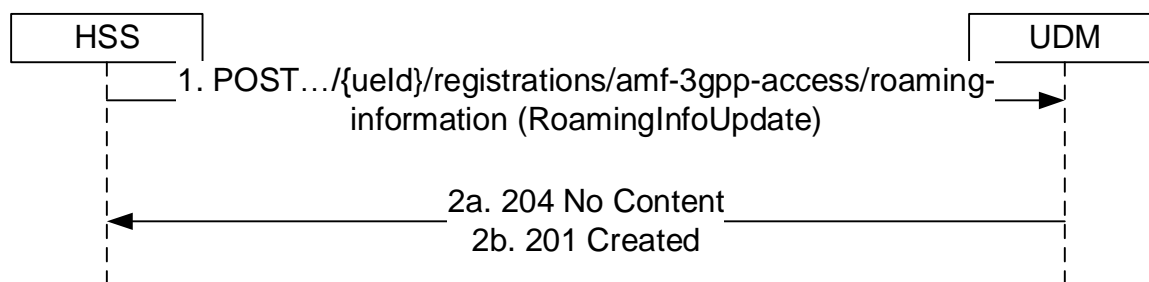 HSS
UDM
1. POST…/{ueId}/registrations/amf-3gpp-access/roaming-
information (RoamingInfoUpdate)
2a. 204 No Content
2b. 201 Created